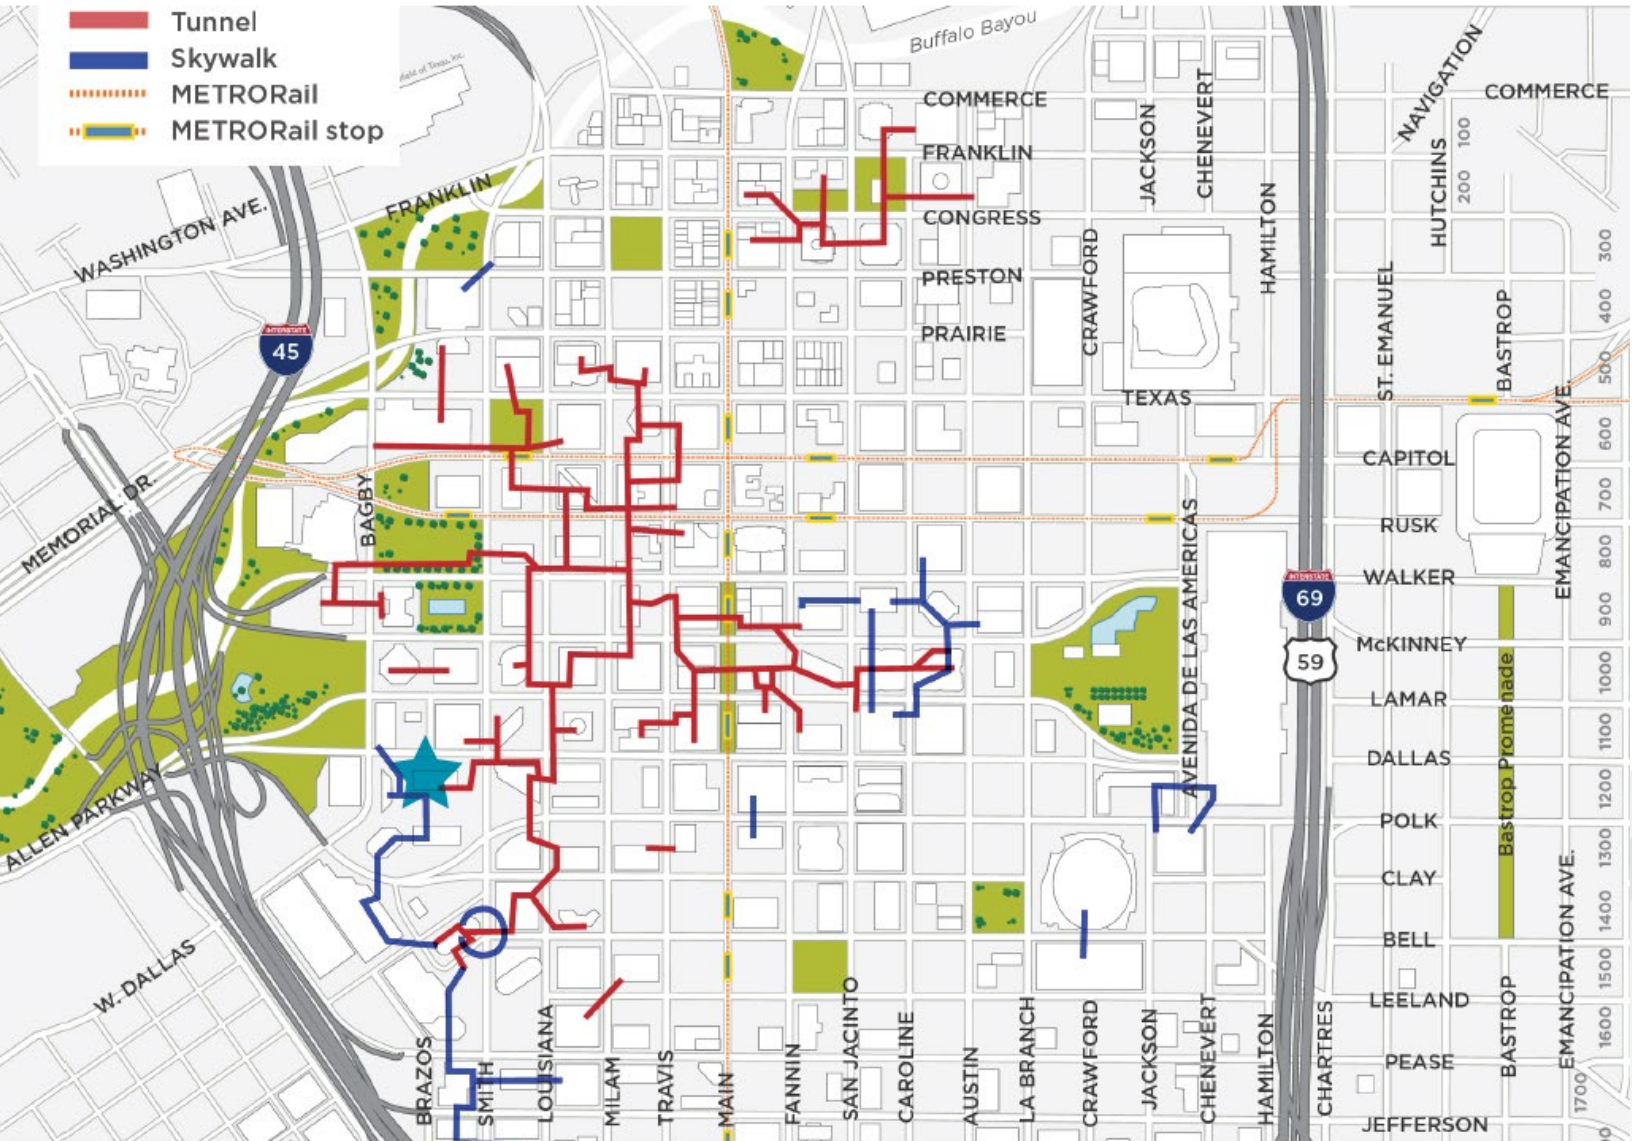 Tunnel
Skywalk
METRORail
METRORail stop
Buffalo Bayou
NAVIGATION
COMMERCE
COMMERCE
FRANKLIN
CONGRESS
PRESTON
PRAIRIE
TEXAS
JACKSON
CHENEVERT
CRAWFORD
HAMILTON
HUTCHINS
ST. EMANUEL
BASTROP
100
200
300
400
500
600
700
800
900
1000
1100
1200
1300
1400
1500
1600
1700
FRANKLIN
WASHINGTON AVE.
INTERSTATE
45
MEMORIAL DR.
BAGBY
ALLEN PARKWAY
W. DALLAS
AVENIDA DE LAS AMERICAS
INTERSTATE
69
59
CAPITOL
RUSK
WALKER
McKINNEY
LAMAR
DALLAS
POLK
CLAY
BELL
LEELAND
PEASE
JEFFERSON
EMANCIPATION AVE.
Bastrop Promenade
EMANCIPATION AVE.
BASTROP
BRAZOS
SMITH
LOUISIANA
MILAM
TRAVIS
MAIN
FANNIN
SAN JACINTO
CAROLINE
AUSTIN
LA BRANCH
CRAWFORD
JACKSON
CHENEVERT
HAMILTON
CHARTRES